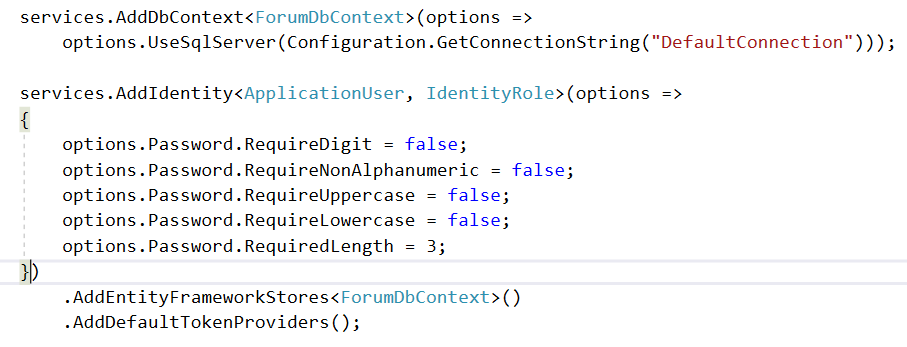 services.AddDbContext<ForumDbContext>(options =>
    options.UseSqlServer(Configuration.GetConnectionString("DefaultConnection")));
services.AddIdentity<ApplicationUser, IdentityRole>(options =>
{
    options.Password.RequireDigit = false;
    options.Password.RequireNonAlphanumeric = false;
    options.Password.RequireUppercase = false;
    options.Password.RequireLowercase = false;
    options.Password.RequiredLength = 3;
})
    .AddEntityFrameworkStores<ForumDbContext>()
    .AddDefaultTokenProviders();